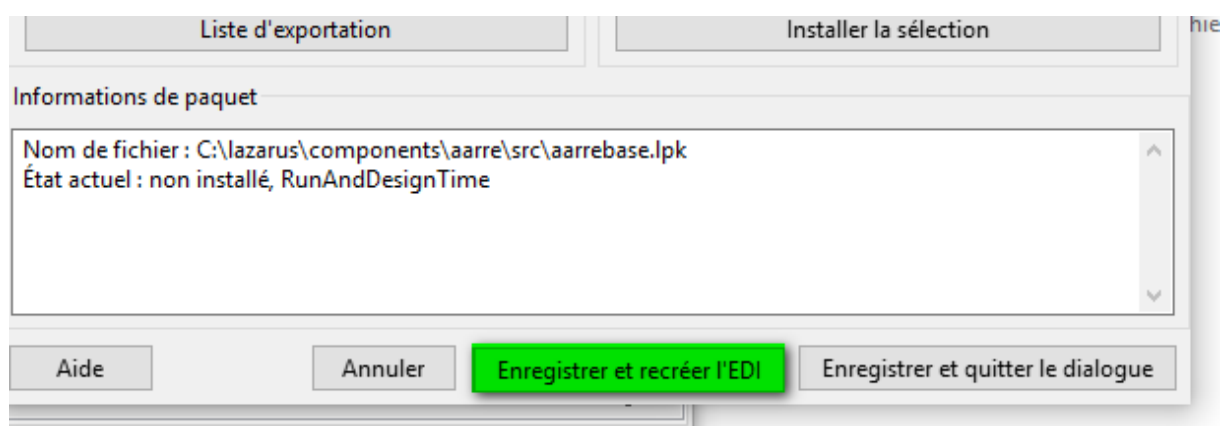 Liste d'exportation
Installer la sélection
hie
Informations de paquet
Nom de fichier : C:\lazarus\components\aarre\src\aarrebase.lpk
État actuel : non installé, RunAndDesignTime
Aide
Annuler
Enregistrer et recréer l'EDI
Enregistrer et quitter le dialogue